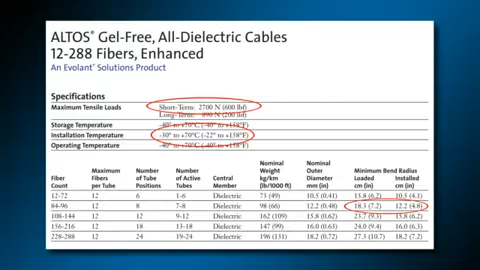 ALTOS® Gel-Free, All-Dielectric Cables
12-288 Fibers, Enhanced
An Evolant® Solutions Product
Specifications
Maximum Tensile Loads Short-Term: 2700 N (600 lbf)
Long-Term: 890 N (200 lbf)
Storage Temperature -40° to +70°C (-40° to +158°F)
Installation Temperature -30° to +70°C (-22° to +158°F)
Operating Temperature -40° to +70°C (-40° to +158°F)
Fiber Count Maximum Fibers per Tube Number of Tube Positions Number of Active Tubes Central Member Nominal Weight kg/km (lb/1000 ft) Nominal Outer Diameter mm (in) Minimum Bend Radius Loaded cm (in) Installed cm (in)
12-72 12 6 1-6 Dielectric 73 (49) 10.5 (0.41) 15.8 (6.2) 10.5 (4.1)
84-96 12 8 7-8 Dielectric 98 (66) 12.2 (0.48) 18.3 (7.2) 12.2 (4.8)
108-144 12 12 9-12 Dielectric 162 (109) 15.8 (0.62) 23.7 (9.3) 15.8 (6.2)
156-216 12 18 13-18 Dielectric 147 (99) 16.0 (0.63) 24.0 (9.4) 16.0 (6.3)
228-288 12 24 19-24 Dielectric 196 (131) 18.2 (0.72) 27.3 (10.7) 18.2 (7.2)